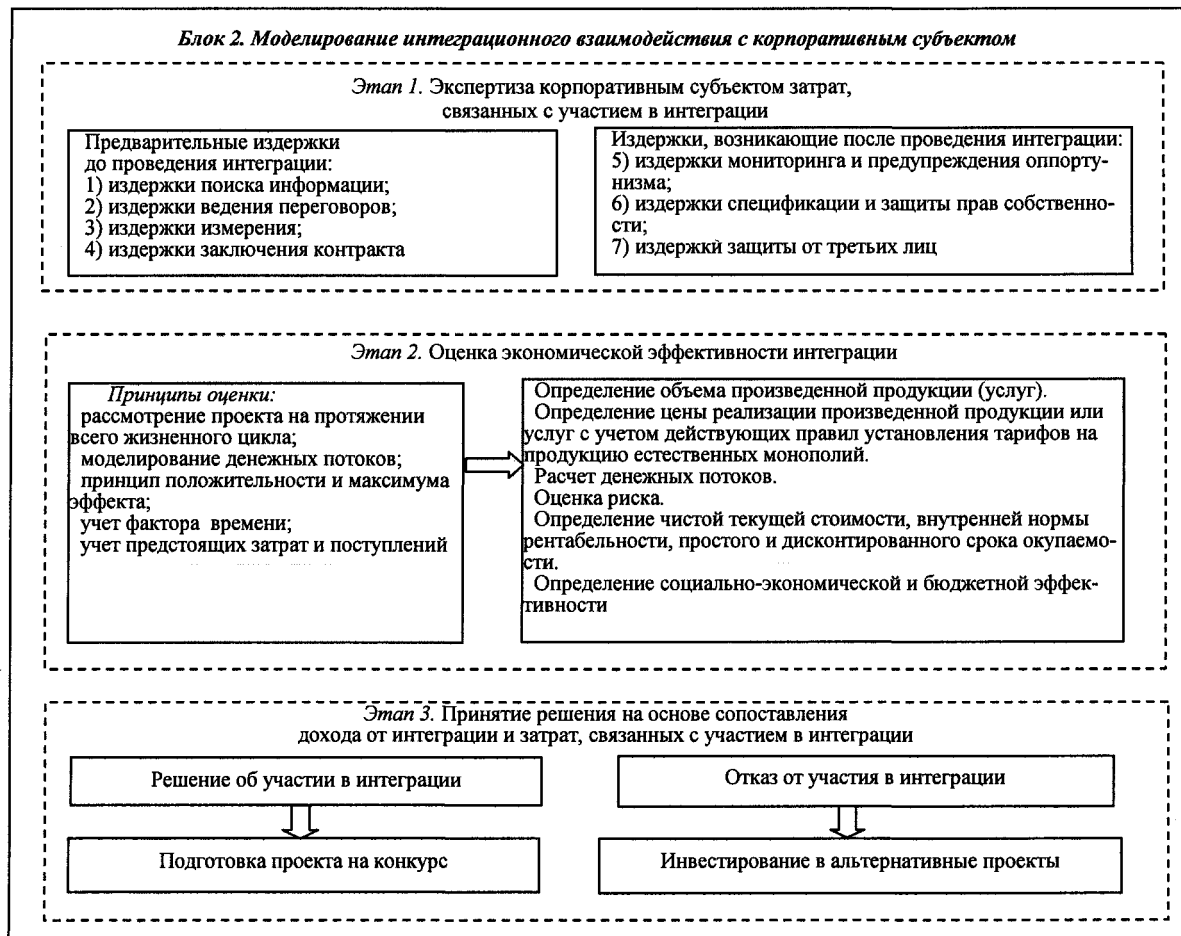 Блок 2. Моделирование интеграционного взаимодействия с корпоративным субъектом
Этап 1. Экспертиза корпоративным субъектом затрат,
связанных с участием в интеграции
Предварительные издержки
до проведения интеграции:
1) издержки поиска информации;
2) издержки ведения переговоров;
3) издержки измерения;
4) издержки заключения контракта
Издержки, возникающие после проведения интеграции:
5) издержки мониторинга и предупреждения оппорту-
низма;
6) издержки спецификации и защиты прав собственно-
сти;
7) издержки защиты от третьих лиц
Этап 2. Оценка экономической эффективности интеграции
Принципы оценки:
рассмотрение проекта на протяжении
всего жизненного цикла;
моделирование денежных потоков;
принцип положительности и максимума
эффекта;
учет фактора времени;
учет предстоящих затрат и поступлений
Определение объема произведенной продукции (услуг).
Определение цены реализации произведенной продукции или
услуг с учетом действующих правил установления тарифов на
продукцию естественных монополий.
Расчет денежных потоков.
Оценка риска.
Определение чистой текущей стоимости, внутренней нормы
рентабельности, простого и дисконтированного срока окупаемо-
сти.
Определение социально-экономической и бюджетной эффек-
тивности
Этап 3. Принятие решения на основе сопоставления
дохода от интеграции и затрат, связанных с участием в интеграции
Решение об участии в интеграции
Отказ от участия в интеграции
Подготовка проекта на конкурс
Инвестирование в альтернативные проекты